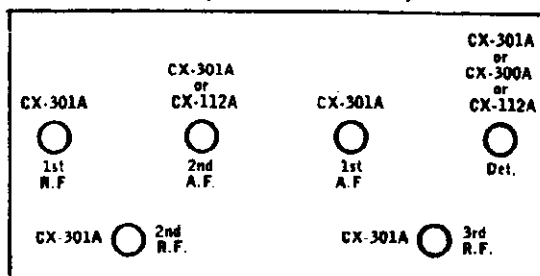 CX-301A
1st
R.F
CX-301A
or
CX-112A
2nd
A.F.
CX-301A
1st
A.F
CX-301A
or
CX-300A
or
CX-112A
Det.
CX-301A
2nd
R.F.
CX-301A
3rd
R.F.